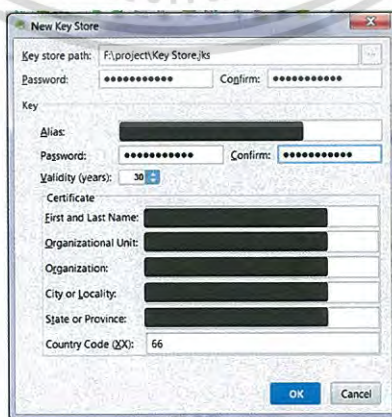 New Key Store
Key store path: F:\project\Key Store.jks
Password: ●●●●●●●●●●● Confirm: ●●●●●●●●●●●
Key
Alias:
Password: ●●●●●●●●●●● Confirm: ●●●●●●●●●●●
Validity (years): 30
Certificate
First and Last Name:
Organizational Unit:
Organization:
City or Locality:
State or Province:
Country Code (XX): 66
OK Cancel